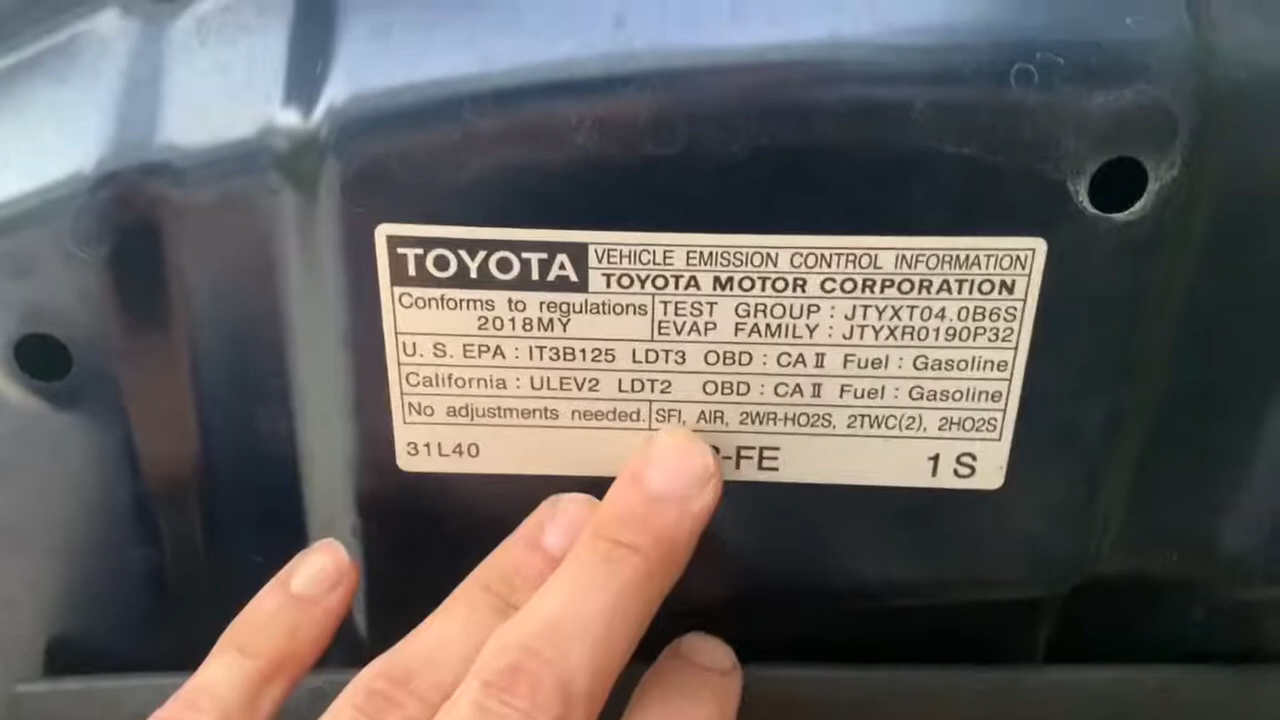 TOYOTA
VEHICLE EMISSION CONTROL INFORMATION
TOYOTA MOTOR CORPORATION
Conforms to regulations
2018MY
TEST GROUP : JTYXT04.0B6S
EVAP FAMILY : JTYXR0190P32
U. S. EPA : IT3B125 LDT3 OBD : CA II Fuel : Gasoline
California : ULEV2 LDT2 OBD : CA II Fuel : Gasoline
No adjustments needed.
SFI, AIR, 2WR-HO2S, 2TWC(2), 2HO2S
31L40
-FE
1 S